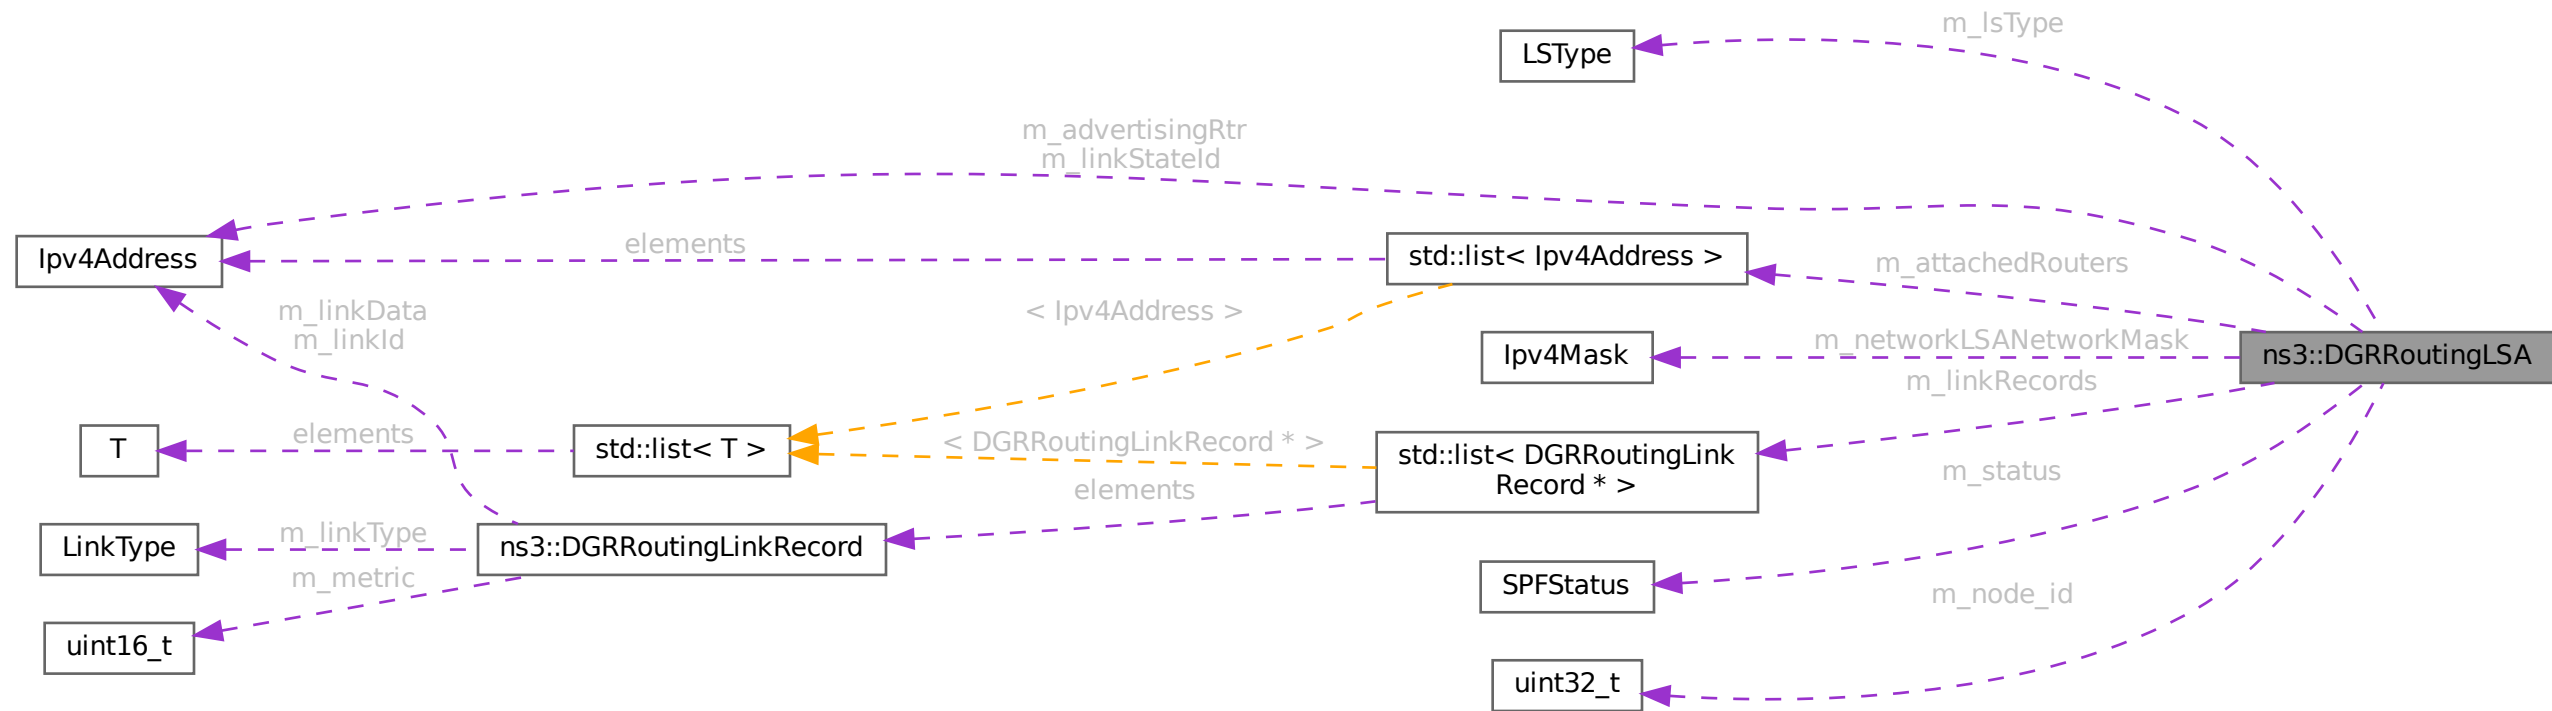 m_lsType
LSType
m_advertisingRtr
m_linkStateId
Ipv4Address
elements
std::list< Ipv4Address >
m_attachedRouters
m_linkData
m_linkId
< Ipv4Address >
Ipv4Mask
m_networkLSANetworkMask
ns3::DGRRoutingLSA
m_linkRecords
T
elements
std::list< T >
< DGRRoutingLinkRecord * >
std::list< DGRRoutingLink
Record * >
m_status
elements
LinkType
m_linkType
ns3::DGRRoutingLinkRecord
m_metric
SPFStatus
m_node_id
uint16_t
uint32_t